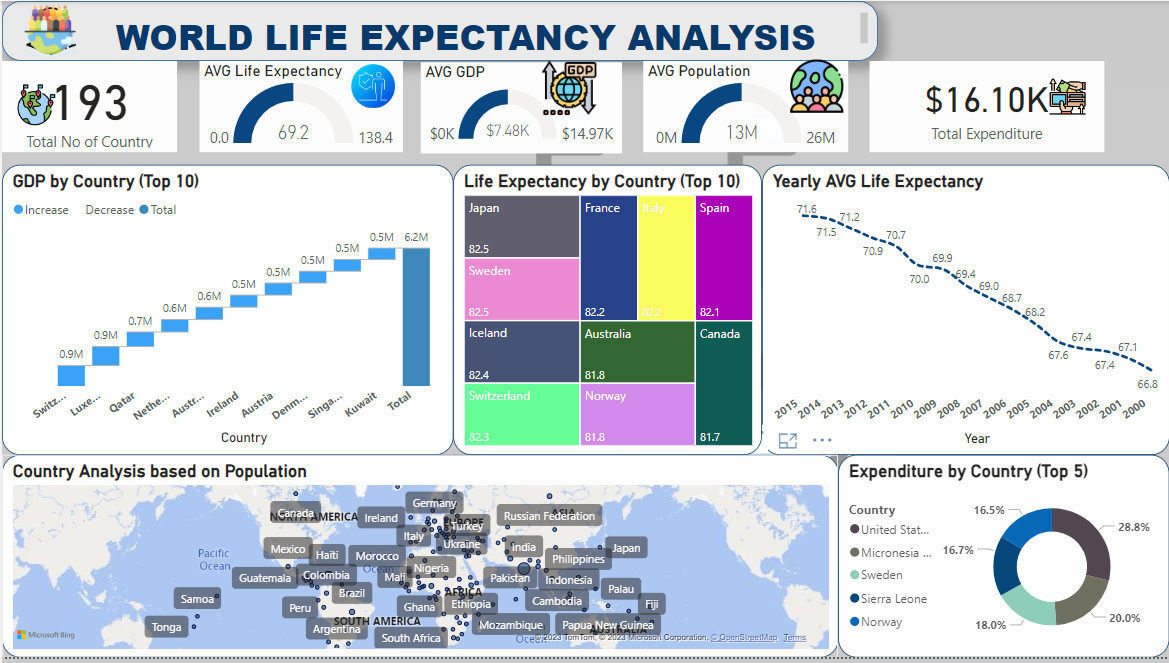 WORLD LIFE EXPECTANCY ANALYSIS
193
Total No of Country
AVG Life Expectancy
69.2
0.0
138.4
AVG GDP
GDP
$7.48K
$0K
$14.97K
AVG Population
13M
0M
26M
$16.10K
Total Expenditure
GDP by Country (Top 10)
Increase Decrease Total
0.9M
0.9M
0.7M
0.6M
0.6M
0.5M
0.5M
0.5M
0.5M
0.5M
6.2M
Switz...
Luxe...
Qatar
Nethe...
Austr...
Ireland
Austria
Denm...
Singa...
Kuwait
Total
Country
Life Expectancy by Country (Top 10)
Japan
82.5
Sweden
82.5
Iceland
82.4
Switzerland
82.3
France
82.2
Italy
82.2
Spain
82.1
Australia
81.8
Norway
81.8
Canada
81.7
Yearly AVG Life Expectancy
71.6
71.5
71.2
70.9
70.7
70.0
69.9
69.4
69.0
68.7
68.2
67.6
67.4
67.4
67.1
66.8
2015
2014
2013
2012
2011
2010
2009
2008
2007
2006
2005
2004
2003
2002
2001
2000
Year
Country Analysis based on Population
NORTH AMERICA
EUROPE
ASIA
Pacific
Ocean
AFRICA
SOUTH AMERICA
AUSTRALIA
Canada
Ireland
Germany
Russian Federation
Italy
Turkey
Ukraine
India
Japan
Mexico
Haiti
Morocco
Philippines
Guatemala
Colombia
Mali
Nigeria
Pakistan
Indonesia
Samoa
Brazil
Palau
Peru
Ghana
Ethiopia
Cambodia
Fiji
Tonga
Argentina
South Africa
Mozambique
Papua New Guinea
Microsoft Bing
© 2023 TomTom, © 2023 Microsoft Corporation, © OpenStreetMap Terms
Expenditure by Country (Top 5)
Country
United Stat...
Micronesia ...
Sweden
Sierra Leone
Norway
28.8%
20.0%
18.0%
16.7%
16.5%